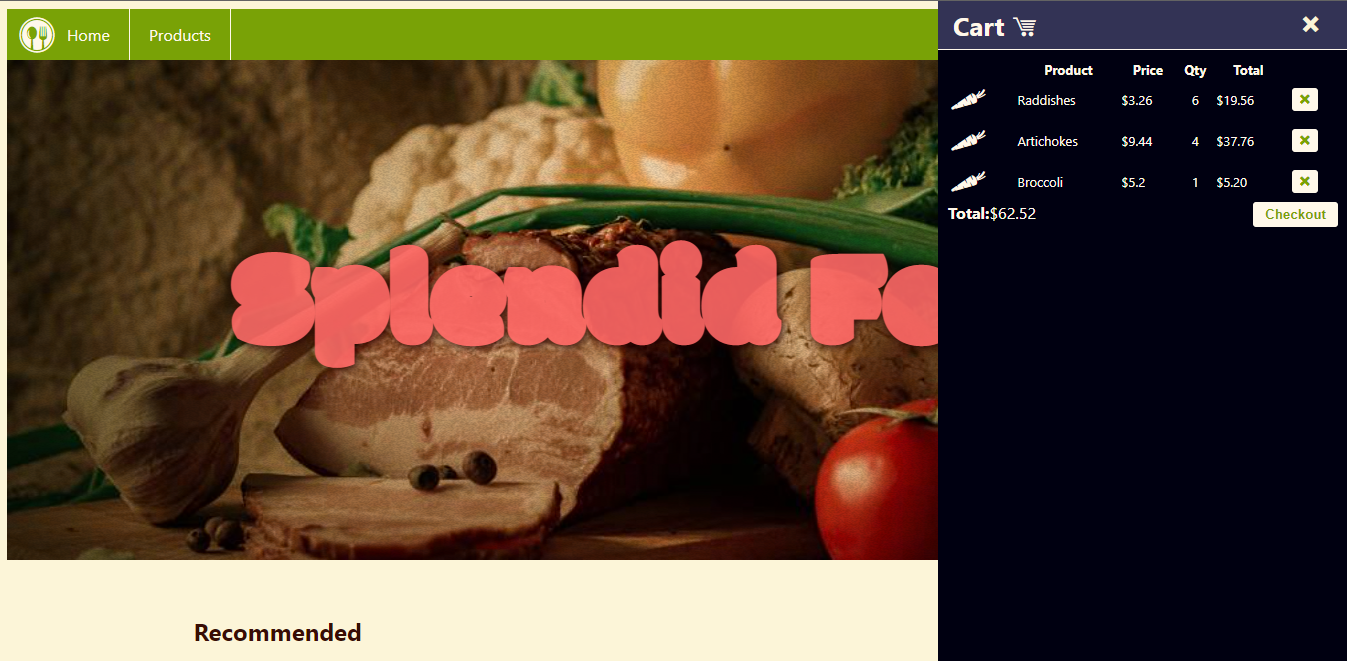 Home Products
Cart
Product Price Qty Total
Raddishes $3.26 6 $19.56
Artichokes $9.44 4 $37.76
Broccoli $5.2 1 $5.20
Total:$62.52 Checkout
Splendid Fo
Recommended